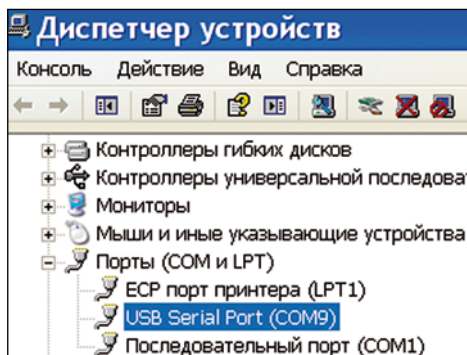 Диспетчер устройств
Консоль Действие Вид Справка
Контроллеры гибких дисков
Контроллеры универсальной последова
Мониторы
Мыши и иные указывающие устройства
Порты (COM и LPT)
ECP порт принтера (LPT1)
USB Serial Port (COM9)
Последовательный порт (COM1)